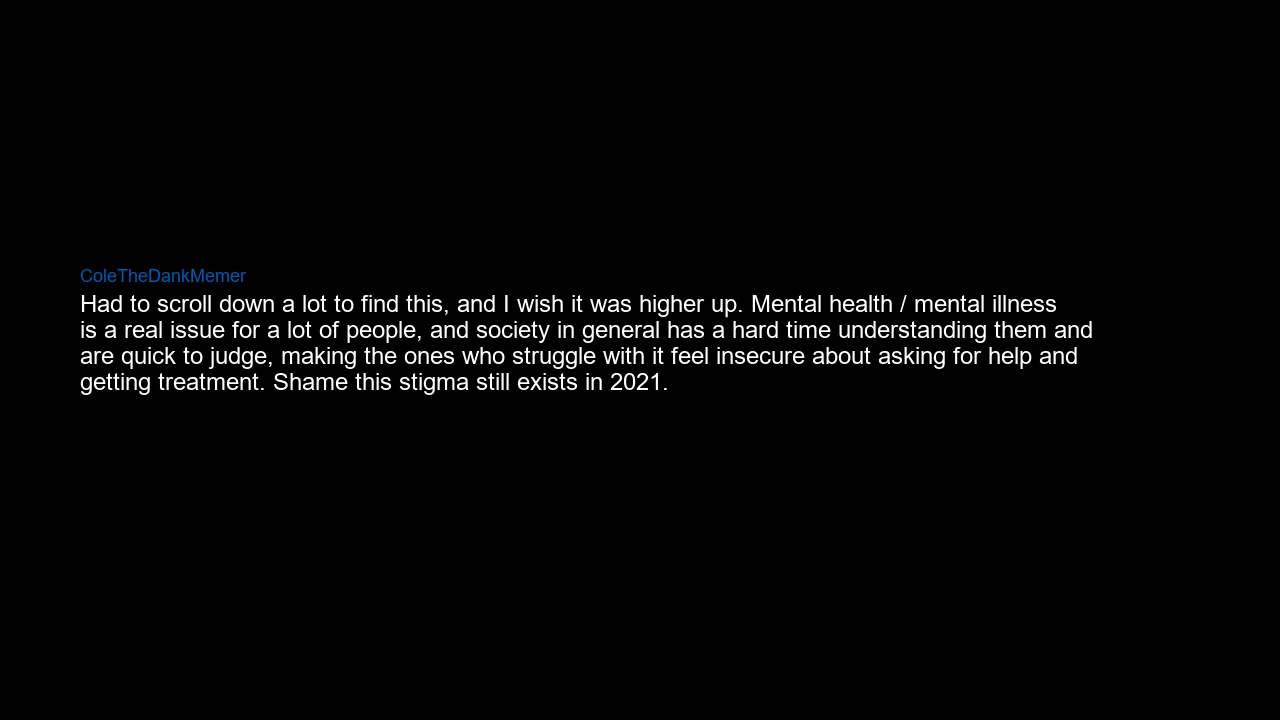 ColeTheDankMemer
Had to scroll down a lot to find this, and I wish it was higher up. Mental health / mental illness
is a real issue for a lot of people, and society in general has a hard time understanding them and
are quick to judge, making the ones who struggle with it feel insecure about asking for help and
getting treatment. Shame this stigma still exists in 2021.